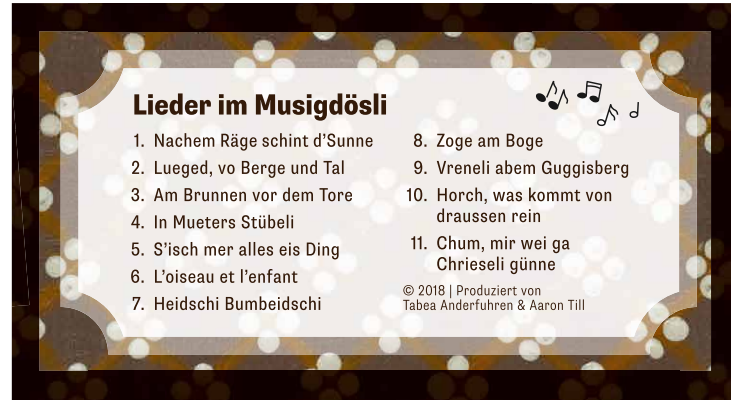 Lieder im Musigdösli
1. Nachem Räge schint d'Sunne
2. Lueged, vo Berge und Tal
3. Am Brunnen vor dem Tore
4. In Mueters Stübeli
5. S'isch mer alles eis Ding
6. L'oiseau et l'enfant
7. Heidschi Bumbeidschi
8. Zoge am Boge
9. Vreneli abem Guggisberg
10. Horch, was kommt von
draussen rein
11. Chum, mir wei ga
Chrieseli günne
© 2018 | Produziert von
Tabea Anderfuhren & Aaron Till